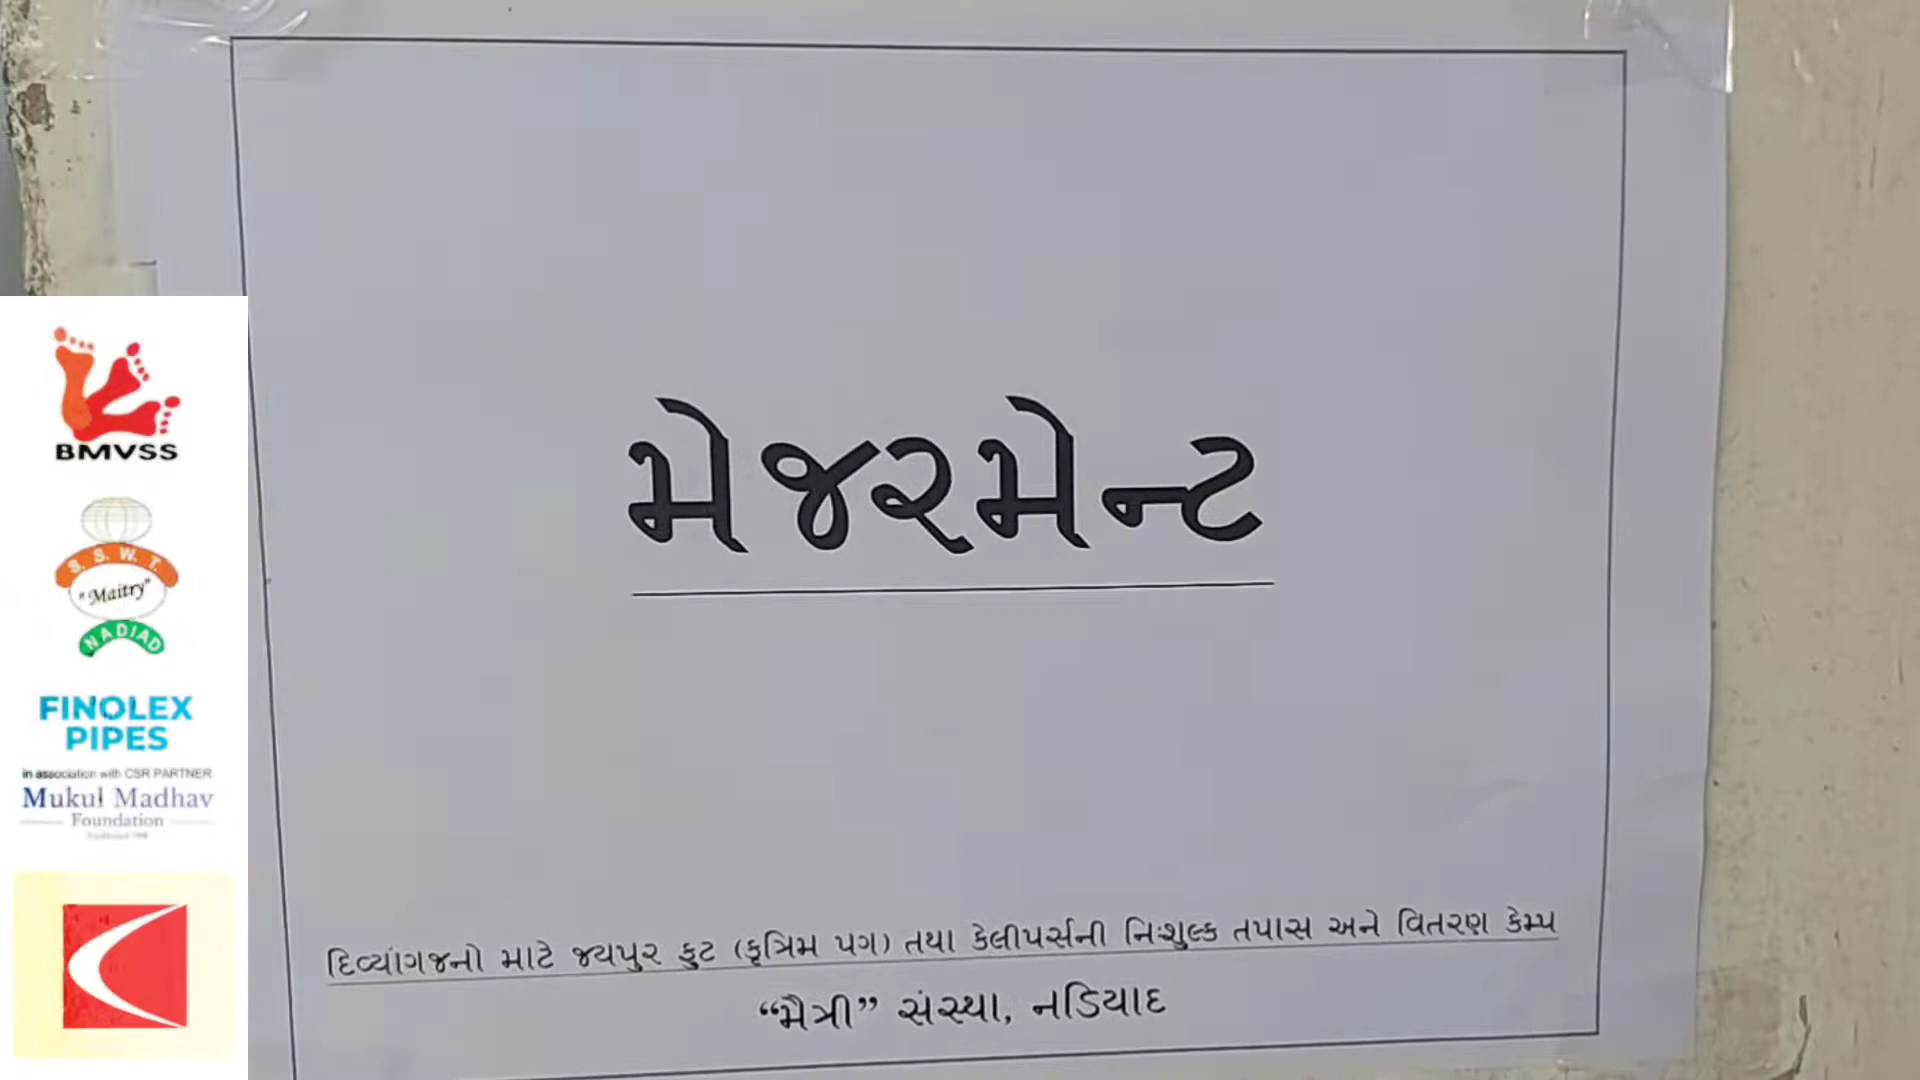 મેજરમેન્ટ
દિવ્યાંગજનો માટે જ્યપુર ફુટ (કૃત્રિમ પગ) તથા કેલીપર્સની નિઃશુલ્ક તપાસ અને વિતરણ કેમ્પ
“મૈત્રી” સંસ્થા, નડિયાદ
BMVSS
S. S. W. T.
"Maitry"
NADIAD
FINOLEX
PIPES
in association with CSR PARTNER
Mukul Madhav
Foundation